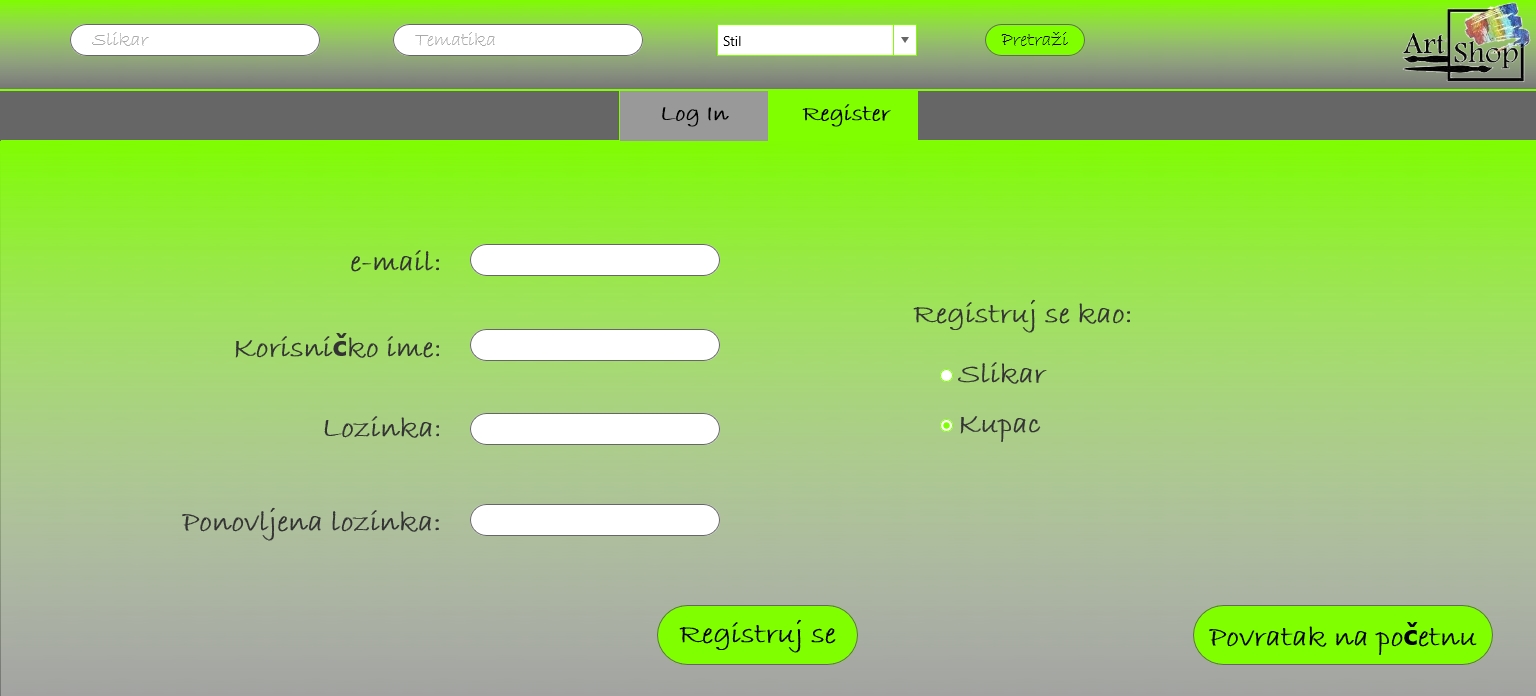 Slikar
Tematika
Stil
Pretraži
Art
Shop
Log In
Register
e-mail:
Korisničko ime:
Lozinka:
Ponovljena lozinka:
Registruj se kao:
Slikar
Kupac
Registruj se
Povratak na početnu